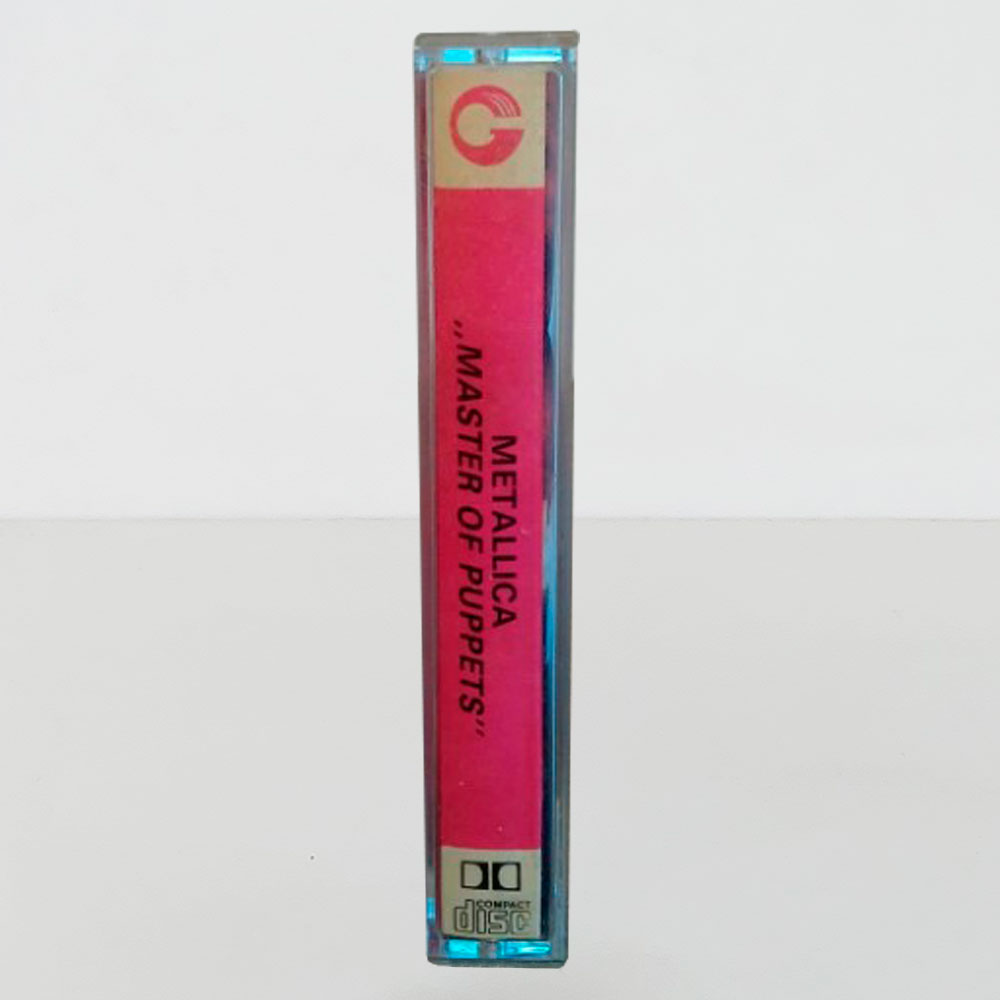 METALLICA
„MASTER OF PUPPETS”
COMPACT
disc